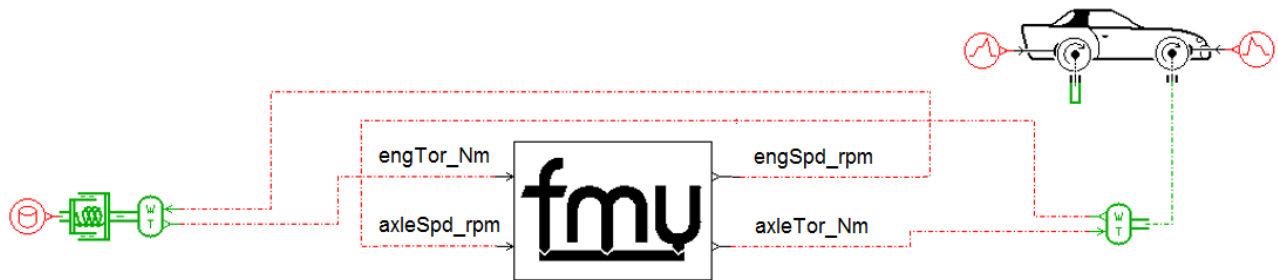 engTor_Nm
engSpd_rpm
W
T
fmu
axleSpd_rpm
axleTor_Nm
W
T